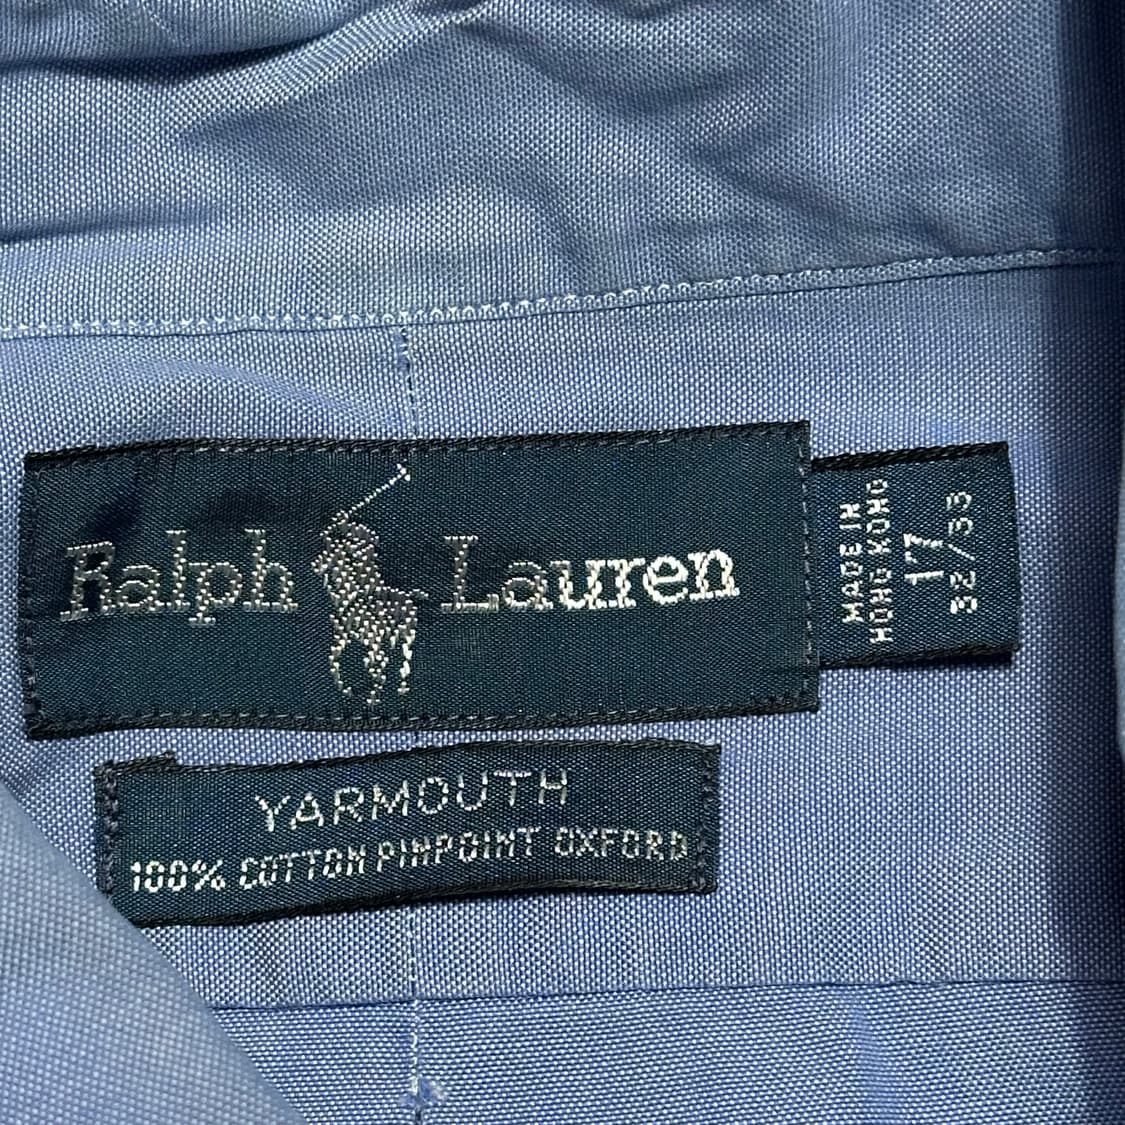 Ralph Lauren
MADE IN
HONG KONG
17
32/33
YARMOUTH
100% COTTON PINPOINT OXFORD